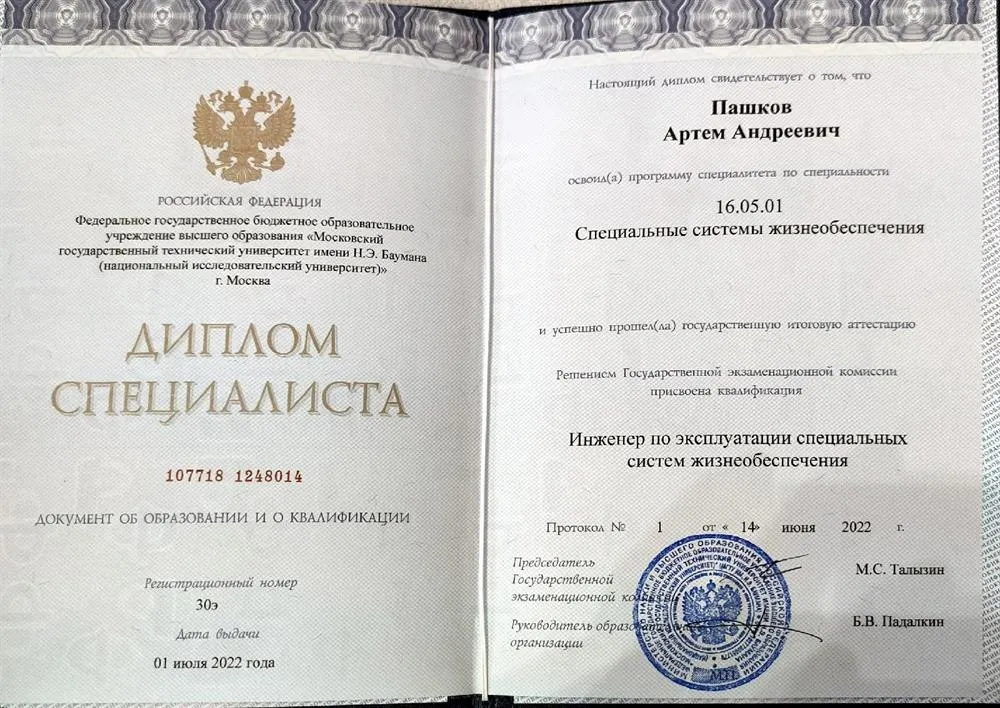 РОССИЙСКАЯ ФЕДЕРАЦИЯ
Федеральное государственное бюджетное образовательное
учреждение высшего образования «Московский
государственный технический университет имени Н.Э. Баумана
(национальный исследовательский университет)»
г. Москва
ДИПЛОМ
СПЕЦИАЛИСТА
107718 1248014
ДОКУМЕНТ ОБ ОБРАЗОВАНИИ И О КВАЛИФИКАЦИИ
Регистрационный номер
30э
Дата выдачи
01 июля 2022 года
Настоящий диплом свидетельствует о том, что
Пашков
Артем Андреевич
освоил(а) программу специалитета по специальности
16.05.01
Специальные системы жизнеобеспечения
и успешно прошел(ла) государственную итоговую аттестацию
Решением Государственной экзаменационной комиссии
присвоена квалификация
Инженер по эксплуатации специальных
систем жизнеобеспечения
Протокол № 1 от «14» июня 2022 г.
Председатель
Государственной
экзаменационной
М.С. Талызин
Руководитель
организации
Б.В. Падалкин
М.П.